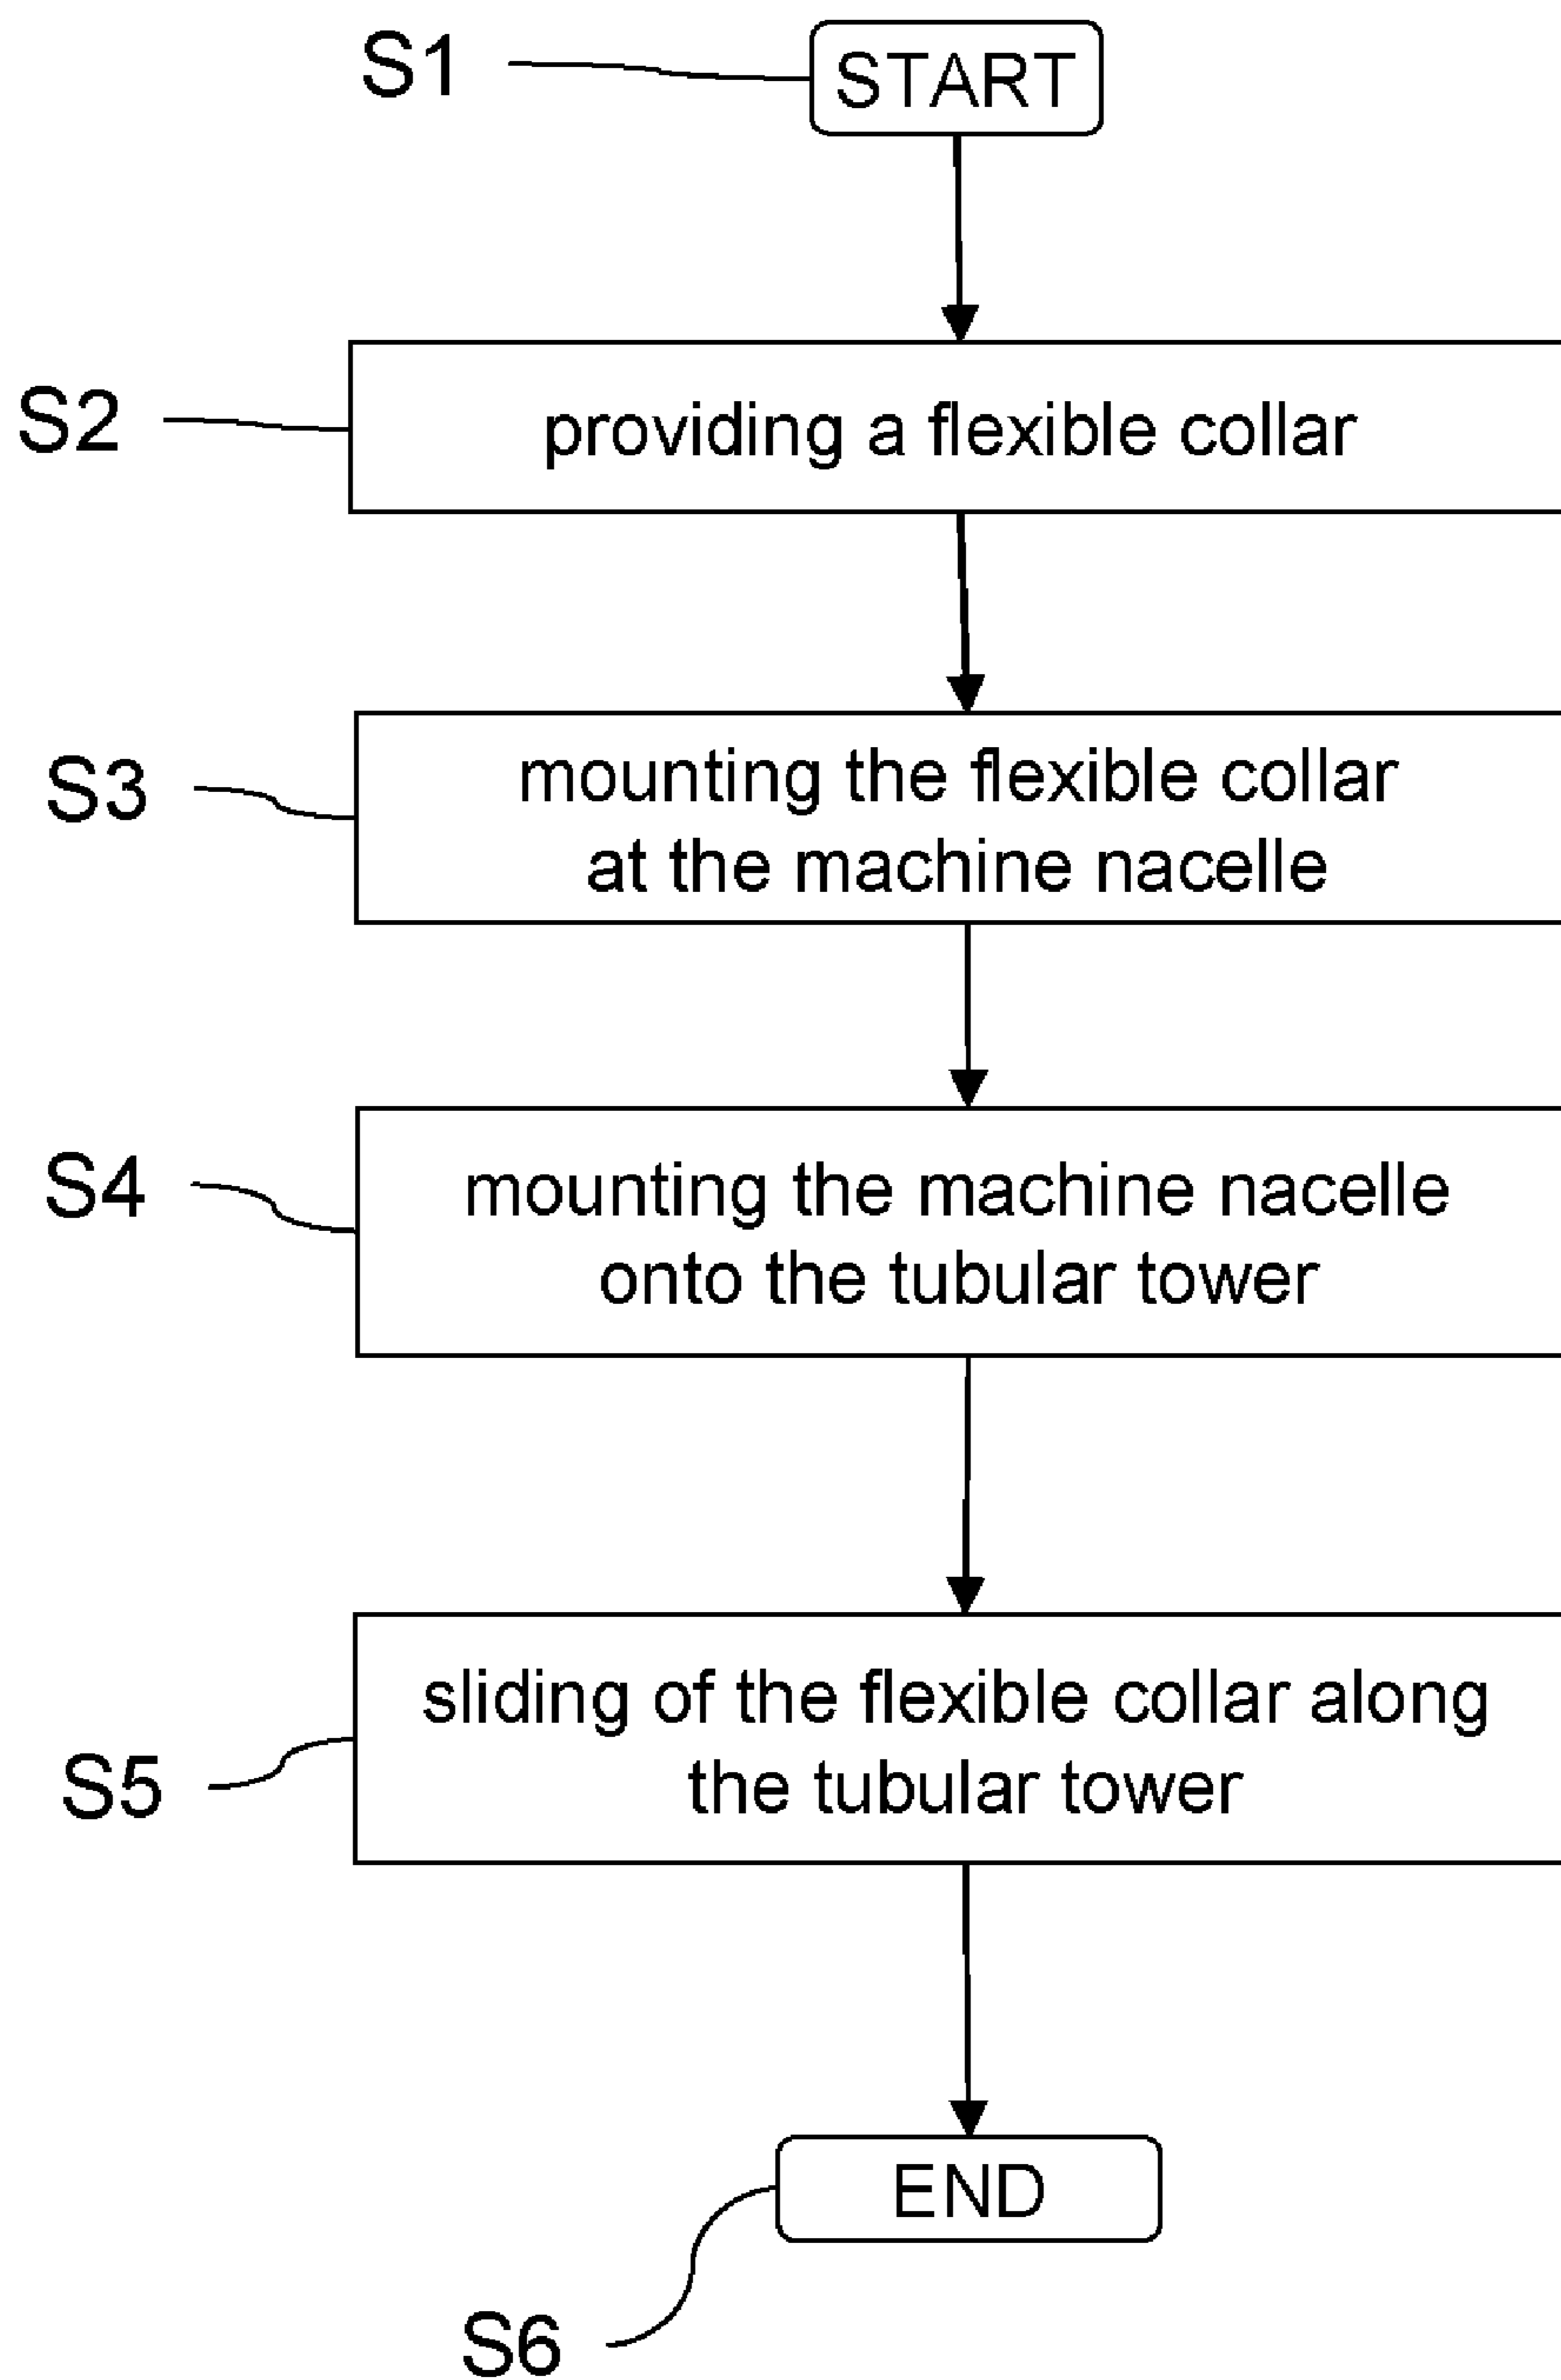 S1
START
S2
providing a flexible collar
S3
mounting the flexible collar
at the machine nacelle
S4
mounting the machine nacelle
onto the tubular tower
S5
sliding of the flexible collar along
the tubular tower
END
S6